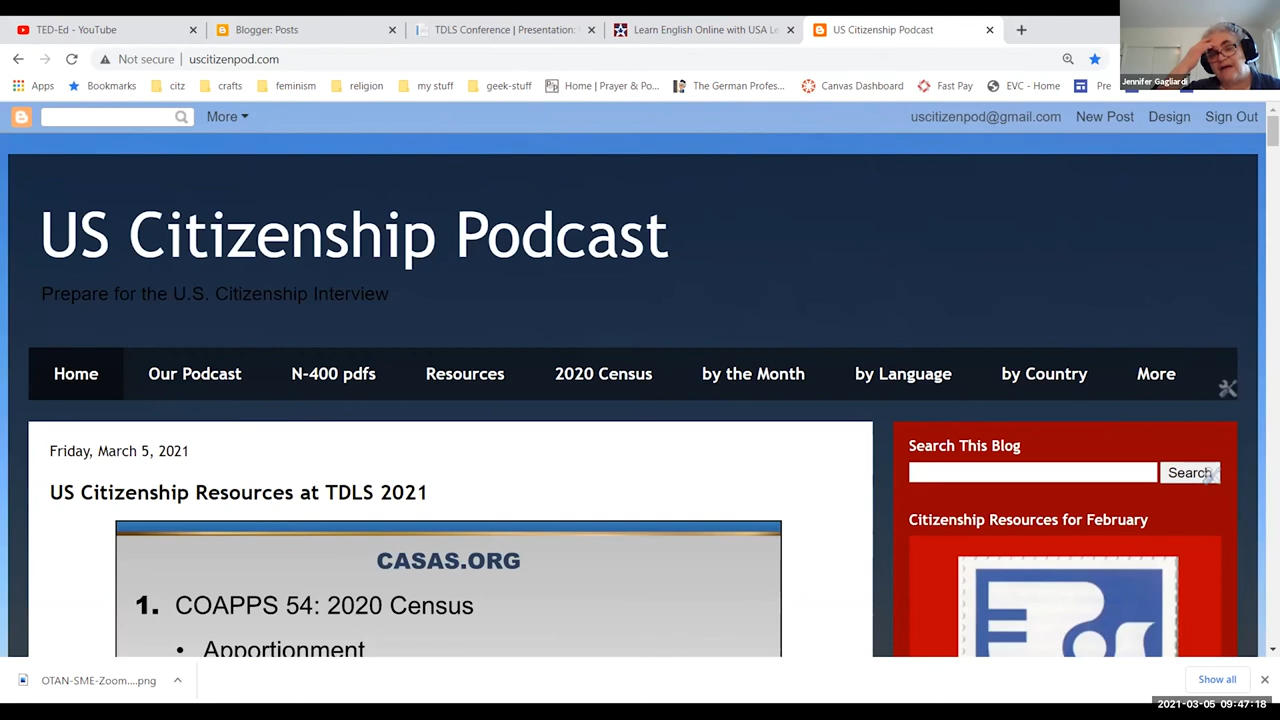 TED-Ed - YouTube
Blogger: Posts
TDLS Conference | Presentation:
Learn English Online with USA Le
US Citizenship Podcast
Jennifer Gagliardi
Not secure | uscitizenpod.com
Apps
Bookmarks
citz
crafts
feminism
religion
rwrstuff
geek-stuff
Home | Prayer & Po...
The German Profes...
Canvas Dashboard
Fast Pay
EVC - Home
Pre
More
uscitizenpod@gmail.com
New Post
Design
Sign Out
US Citizenship Podcast
Prepare for the U.S. Citizenship Interview
Home
Our Podcast
N-400 pdfs
Resources
2020 Census
by the Month
by Language
by Country
More
Friday, March 5, 2021
US Citizenship Resources at TDLS 2021
CASAS.ORG
1. COAPPS 54: 2020 Census
• Apportionment
Search This Blog
Search
Citizenship Resources for February
OTAN-SME-Zoom....png
Show all
2021-03-05 09:47:18